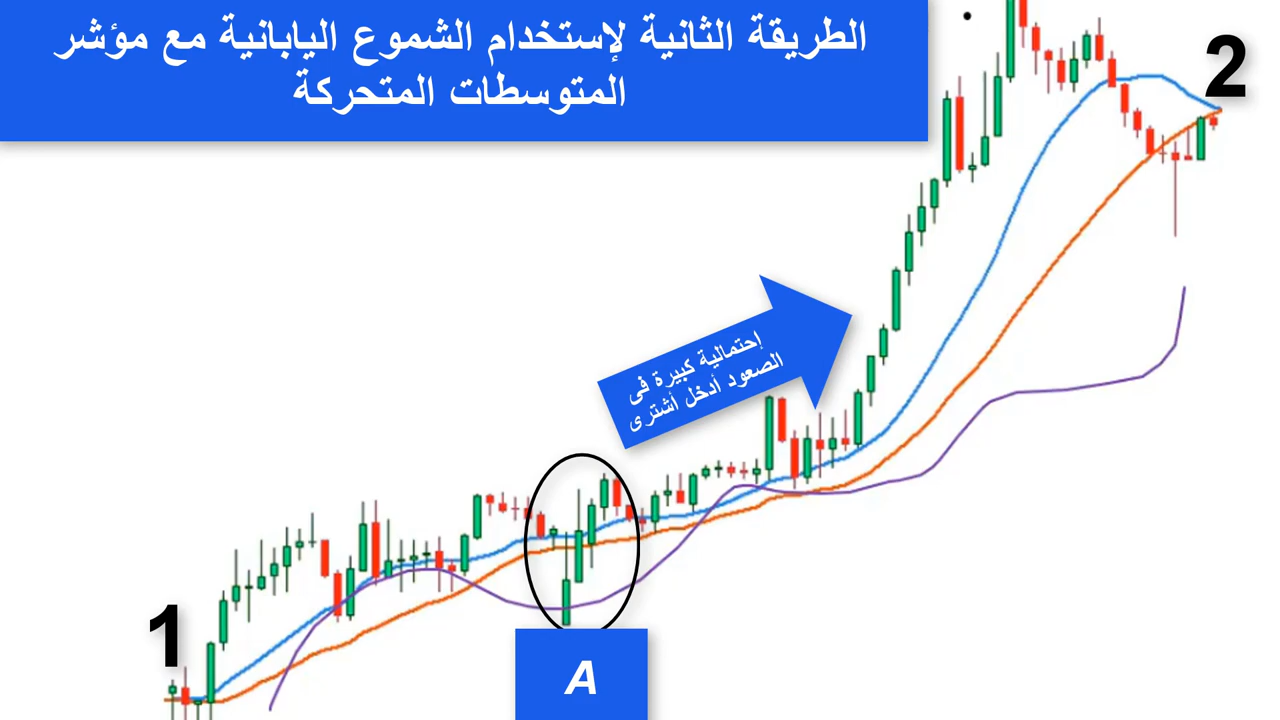 الطريقة الثانية لإستخدام الشموع اليابانية مع مؤشر
المتوسطات المتحركة
2
إحتمالية كبيرة فى
الصعود أدخل أشترى
1
A